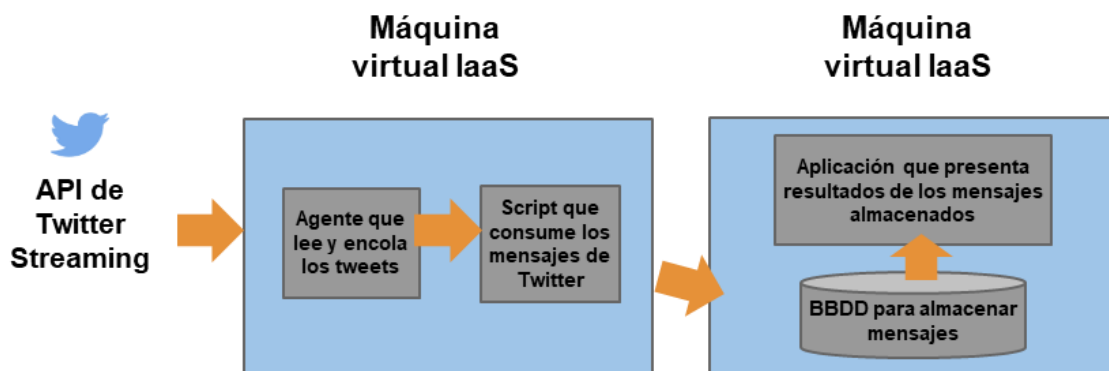 Máquina
virtual IaaS
Máquina
virtual IaaS
API de
Twitter
Streaming
Agente que
lee y encola
los tweets
Script que
consume los
mensajes de
Twitter
Aplicación que presenta
resultados de los mensajes
almacenados
BBDD para almacenar
mensajes